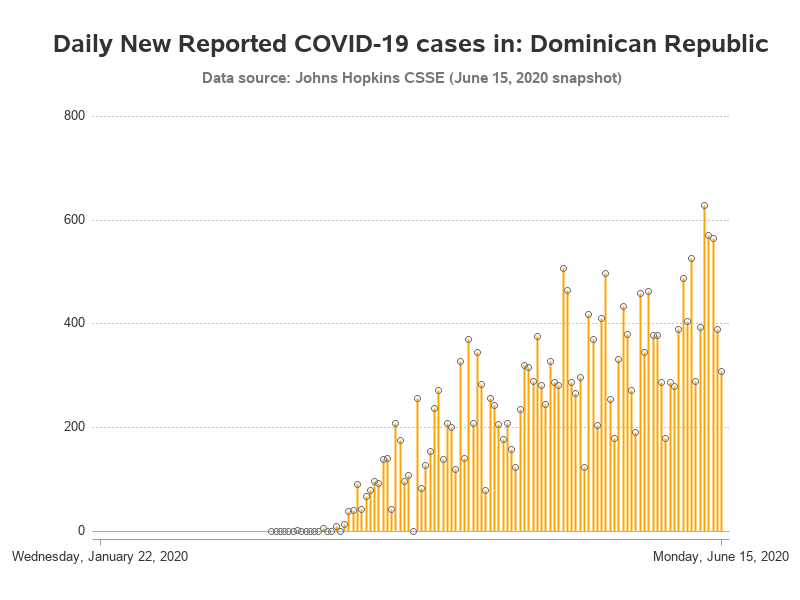 Daily New Reported COVID-19 cases in: Dominican Republic
Data source: Johns Hopkins CSSE (June 15, 2020 snapshot)
800
600
400
200
0
Wednesday, January 22, 2020
Monday, June 15, 2020